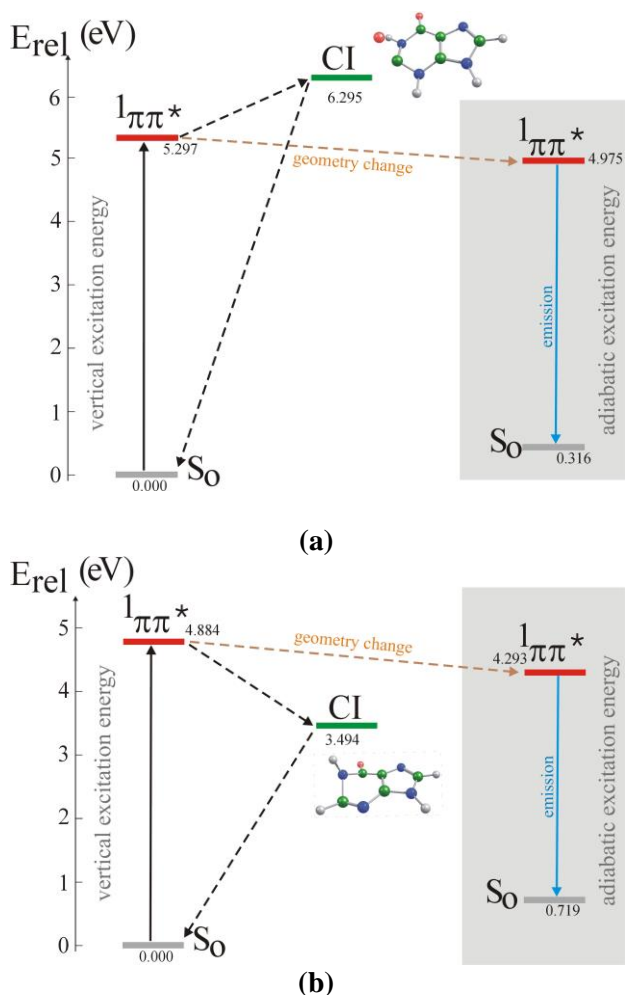 E_rel (eV)
6
5
4
3
2
1
0
vertical excitation energy
¹ππ*
5.297
CI
6.295
geometry change
¹ππ*
4.975
emission
adiabatic excitation energy
S₀
0.316
S₀
0.000
(a)
E_rel (eV)
5
4
3
2
1
0
vertical excitation energy
¹ππ*
4.884
CI
3.494
geometry change
¹ππ*
4.293
emission
adiabatic excitation energy
S₀
0.719
S₀
0.000
(b)